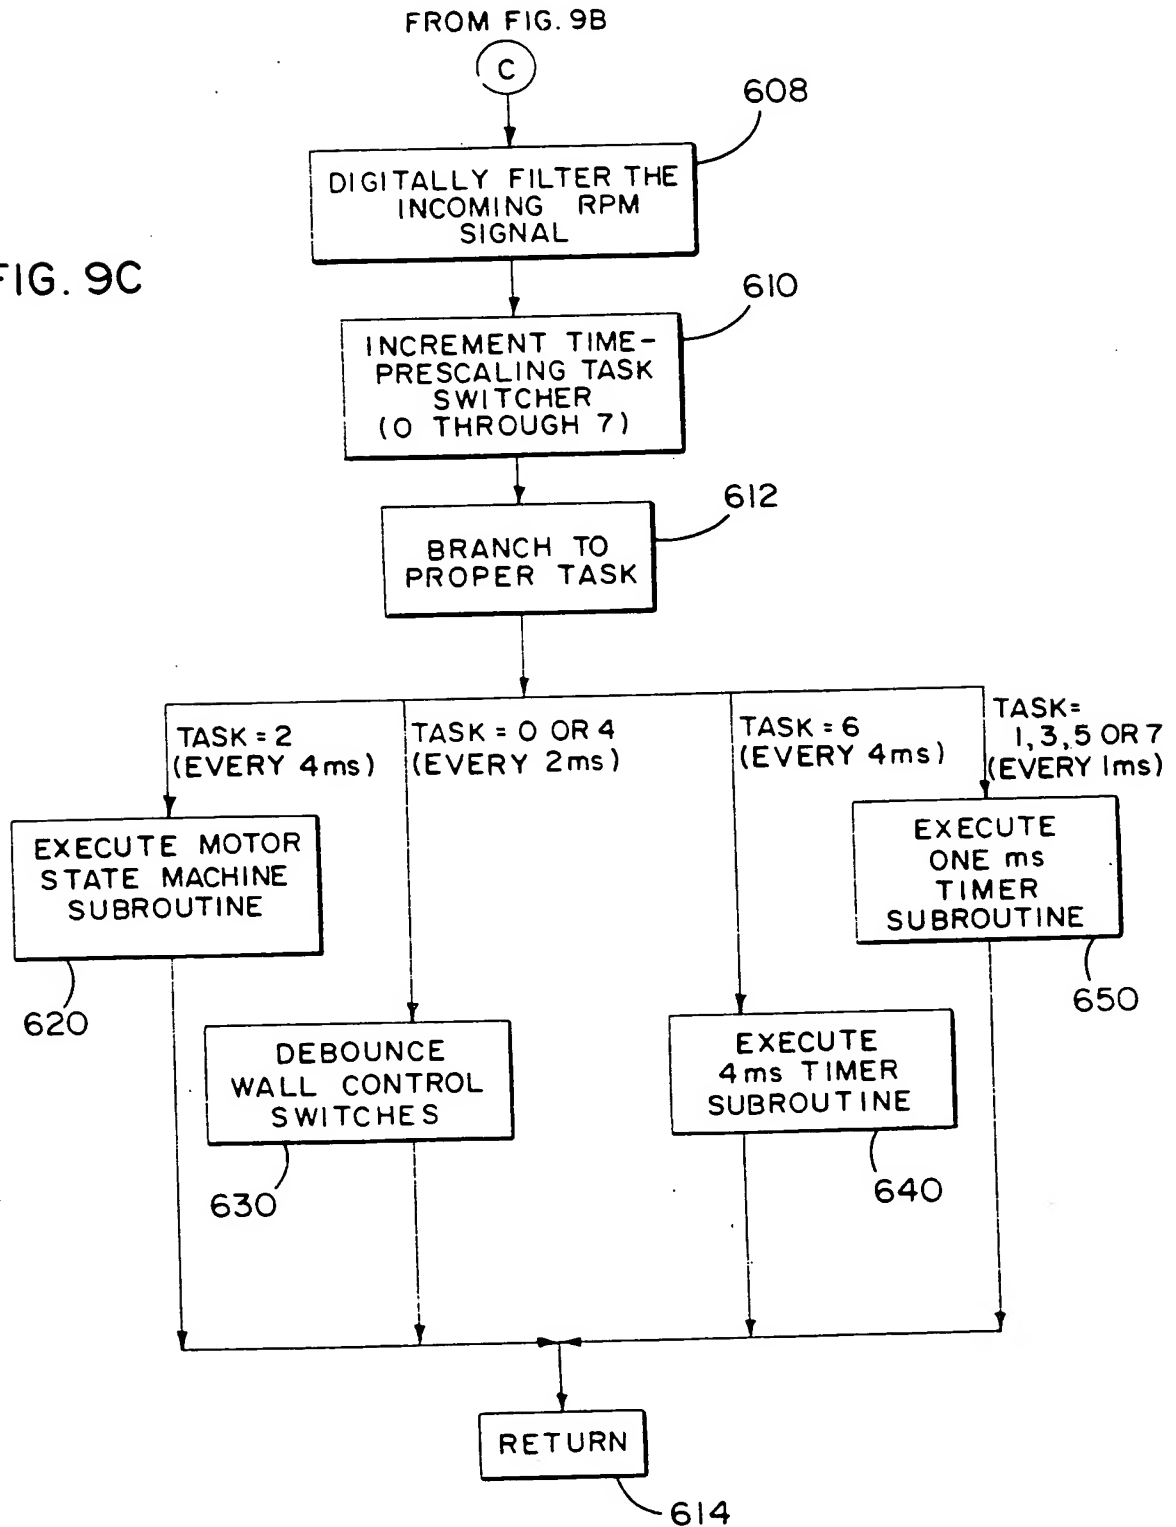 FROM FIG. 9B
C
608
DIGITALLY FILTER THE
INCOMING RPM
SIGNAL
FIG. 9C
610
INCREMENT TIME-
PRESCALING TASK
SWITCHER
(0 THROUGH 7)
612
BRANCH TO
PROPER TASK
TASK = 2
(EVERY 4ms)
TASK = 0 OR 4
(EVERY 2ms)
TASK = 6
(EVERY 4ms)
TASK=
1,3,5 OR 7
(EVERY 1ms)
EXECUTE MOTOR
STATE MACHINE
SUBROUTINE
620
EXECUTE
ONE ms
TIMER
SUBROUTINE
650
DEBOUNCE
WALL CONTROL
SWITCHES
630
EXECUTE
4ms TIMER
SUBROUTINE
640
RETURN
614